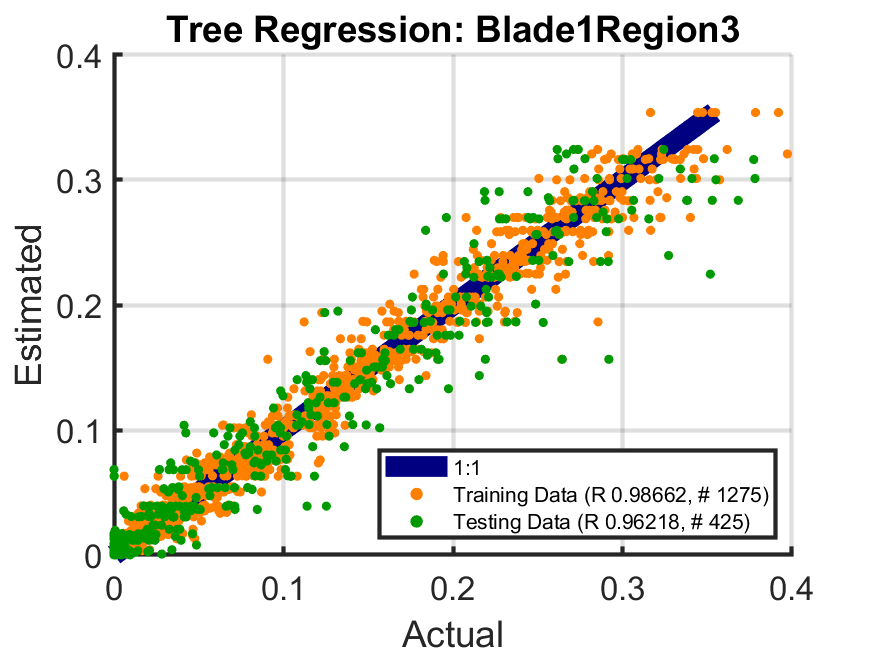 Tree Regression: Blade1Region3
0.4
0.3
0.2
0.1
0
Estimated
1:1
Training Data (R 0.98662, # 1275)
Testing Data (R 0.96218, # 425)
0 0.1 0.2 0.3 0.4
Actual